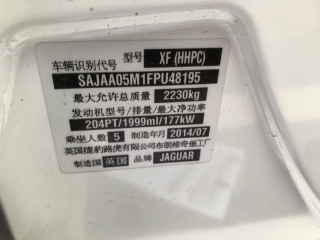 车辆识别代号 型号 XF (HHPC)
SAJAA05M1FPU48195
最大允许总质量 2230kg
发动机型号/排量/最大净功率
204PT/1999ml/177kW
乘坐人数 5 制造年月 2014/07
英国捷豹路虎有限公司布朗维奇堡工厂
制造国 英国 品牌 JAGUAR